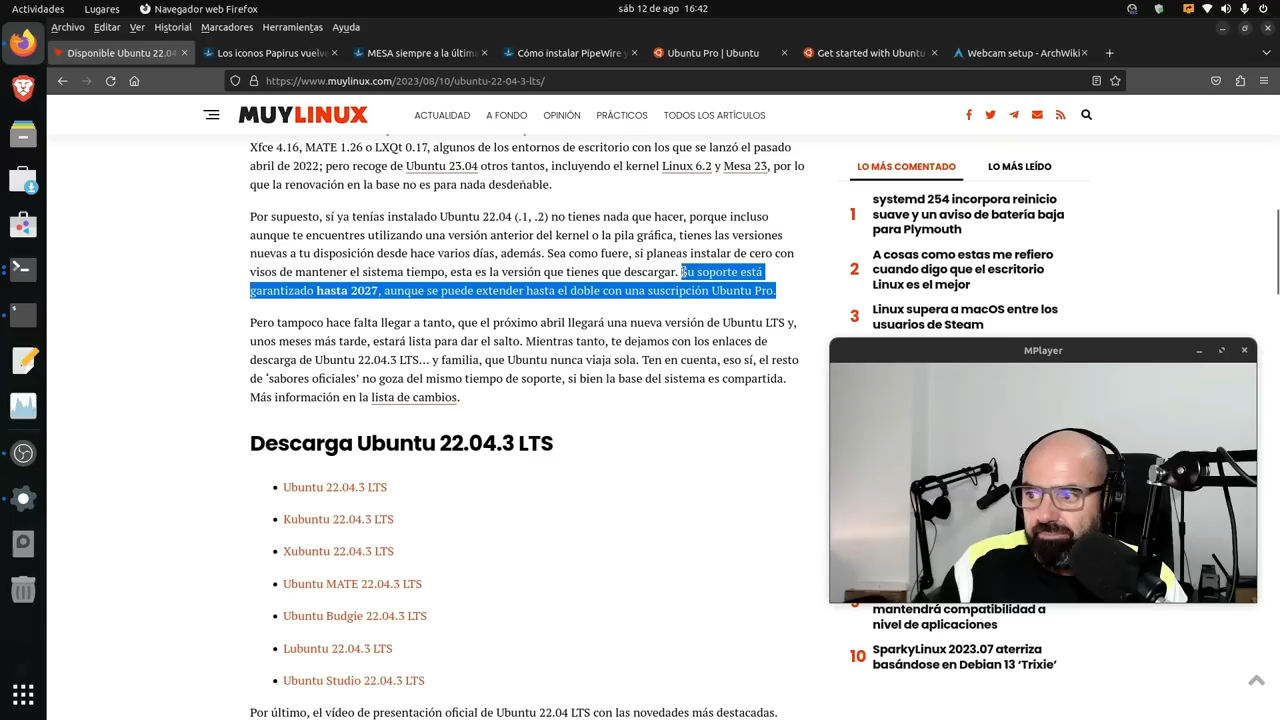 Actividades Lugares Navegador web Firefox sáb 12 de ago 16:42
Archivo Editar Ver Historial Marcadores Herramientas Ayuda
Disponible Ubuntu 22.04
Los iconos Papirus vuelve
MESA siempre a la últim
Cómo instalar PipeWire y
Ubuntu Pro | Ubuntu
Get started with Ubuntu
Webcam setup - ArchWiki
https://www.muylinux.com/2023/08/10/ubuntu-22-04-3-lts/
MUYLINUX ACTUALIDAD A FONDO OPINIÓN PRÁCTICOS TODOS LOS ARTÍCULOS
Xfce 4.16, MATE 1.26 o LXQt 0.17, algunos de los entornos de escritorio con los que se lanzó el pasado
abril de 2022; pero recoge de Ubuntu 23.04 otros tantos, incluyendo el kernel Linux 6.2 y Mesa 23, por lo
que la renovación en la base no es para nada desdeñable.
Por supuesto, sí ya tenías instalado Ubuntu 22.04 (.1, .2) no tienes nada que hacer, porque incluso
aunque te encuentres utilizando una versión anterior del kernel o la pila gráfica, tienes las versiones
nuevas a tu disposición desde hace varios días, además. Sea como fuere, si planeas instalar de cero con
visos de mantener el sistema tiempo, esta es la versión que tienes que descargar. Su soporte está
garantizado hasta 2027, aunque se puede extender hasta el doble con una suscripción Ubuntu Pro.
Pero tampoco hace falta llegar a tanto, que el próximo abril llegará una nueva versión de Ubuntu LTS y,
unos meses más tarde, estará lista para dar el salto. Mientras tanto, te dejamos con los enlaces de
descarga de Ubuntu 22.04.3 LTS... y familia, que Ubuntu nunca viaja sola. Ten en cuenta, eso sí, el resto
de ‘sabores oficiales’ no goza del mismo tiempo de soporte, si bien la base del sistema es compartida.
Más información en la lista de cambios.
Descarga Ubuntu 22.04.3 LTS
Ubuntu 22.04.3 LTS
Kubuntu 22.04.3 LTS
Xubuntu 22.04.3 LTS
Ubuntu MATE 22.04.3 LTS
Ubuntu Budgie 22.04.3 LTS
Lubuntu 22.04.3 LTS
Ubuntu Studio 22.04.3 LTS
Por último, el vídeo de presentación oficial de Ubuntu 22.04 LTS con las novedades más destacadas.
LO MÁS COMENTADO LO MÁS LEÍDO
1 systemd 254 incorpora reinicio
suave y un aviso de batería baja
para Plymouth
2 A cosas como estas me refiero
cuando digo que el escritorio
Linux es el mejor
3 Linux supera a macOS entre los
usuarios de Steam
MPlayer
mantendrá compatibilidad a
nivel de aplicaciones
10 SparkyLinux 2023.07 aterriza
basándose en Debian 13 ‘Trixie’